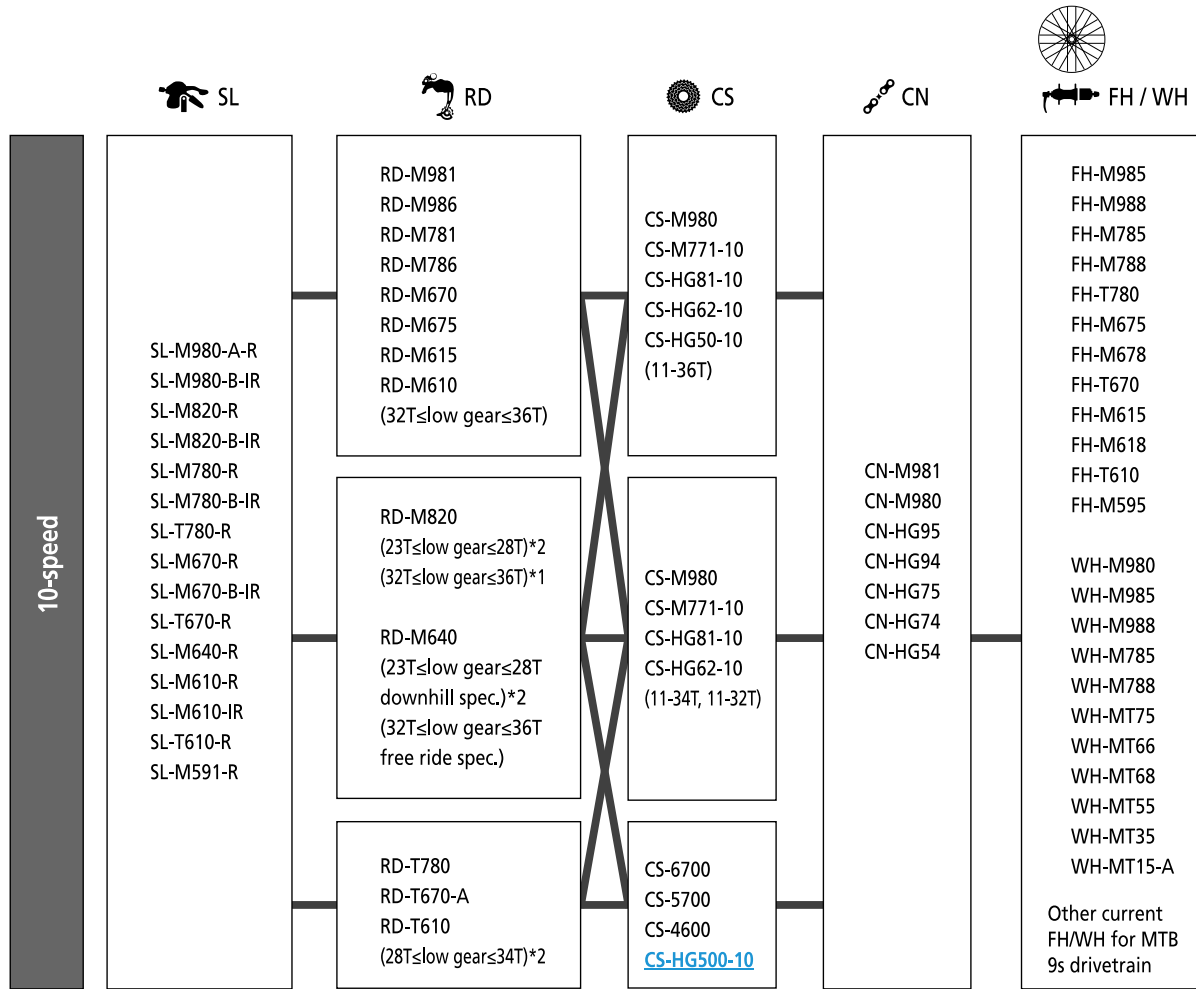 SL
RD
CS
CN
FH / WH
10-speed
SL-M980-A-R
SL-M980-B-IR
SL-M820-R
SL-M820-B-IR
SL-M780-R
SL-M780-B-IR
SL-T780-R
SL-M670-R
SL-M670-B-IR
SL-T670-R
SL-M640-R
SL-M610-R
SL-M610-IR
SL-T610-R
SL-M591-R
RD-M981
RD-M986
RD-M781
RD-M786
RD-M670
RD-M675
RD-M615
RD-M610
(32T≤low gear≤36T)
RD-M820
(23T≤low gear≤28T)*2
(32T≤low gear≤36T)*1
RD-M640
(23T≤low gear≤28T
downhill spec.)*2
(32T≤low gear≤36T
free ride spec.)
RD-T780
RD-T670-A
RD-T610
(28T≤low gear≤34T)*2
CS-M980
CS-M771-10
CS-HG81-10
CS-HG62-10
CS-HG50-10
(11-36T)
CS-M980
CS-M771-10
CS-HG81-10
CS-HG62-10
(11-34T, 11-32T)
CS-6700
CS-5700
CS-4600
CS-HG500-10
CN-M981
CN-M980
CN-HG95
CN-HG94
CN-HG75
CN-HG74
CN-HG54
FH-M985
FH-M988
FH-M785
FH-M788
FH-T780
FH-M675
FH-M678
FH-T670
FH-M615
FH-M618
FH-T610
FH-M595
WH-M980
WH-M985
WH-M988
WH-M785
WH-M788
WH-MT75
WH-MT66
WH-MT68
WH-MT55
WH-MT35
WH-MT15-A
Other current
FH/WH for MTB
9s drivetrain